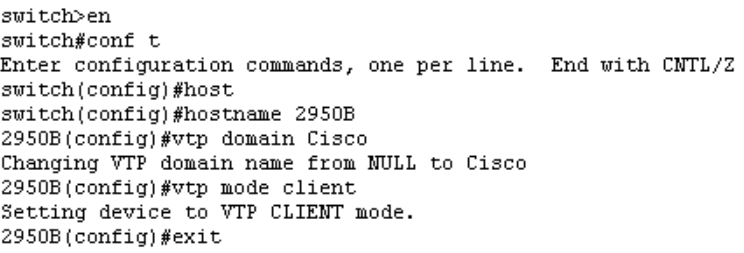 switch>en
switch#conf t
Enter configuration commands, one per line.  End with CNTL/Z
switch(config)#host
switch(config)#hostname 2950B
2950B(config)#vtp domain Cisco
Changing VTP domain name from NULL to Cisco
2950B(config)#vtp mode client
Setting device to VTP CLIENT mode.
2950B(config)#exit